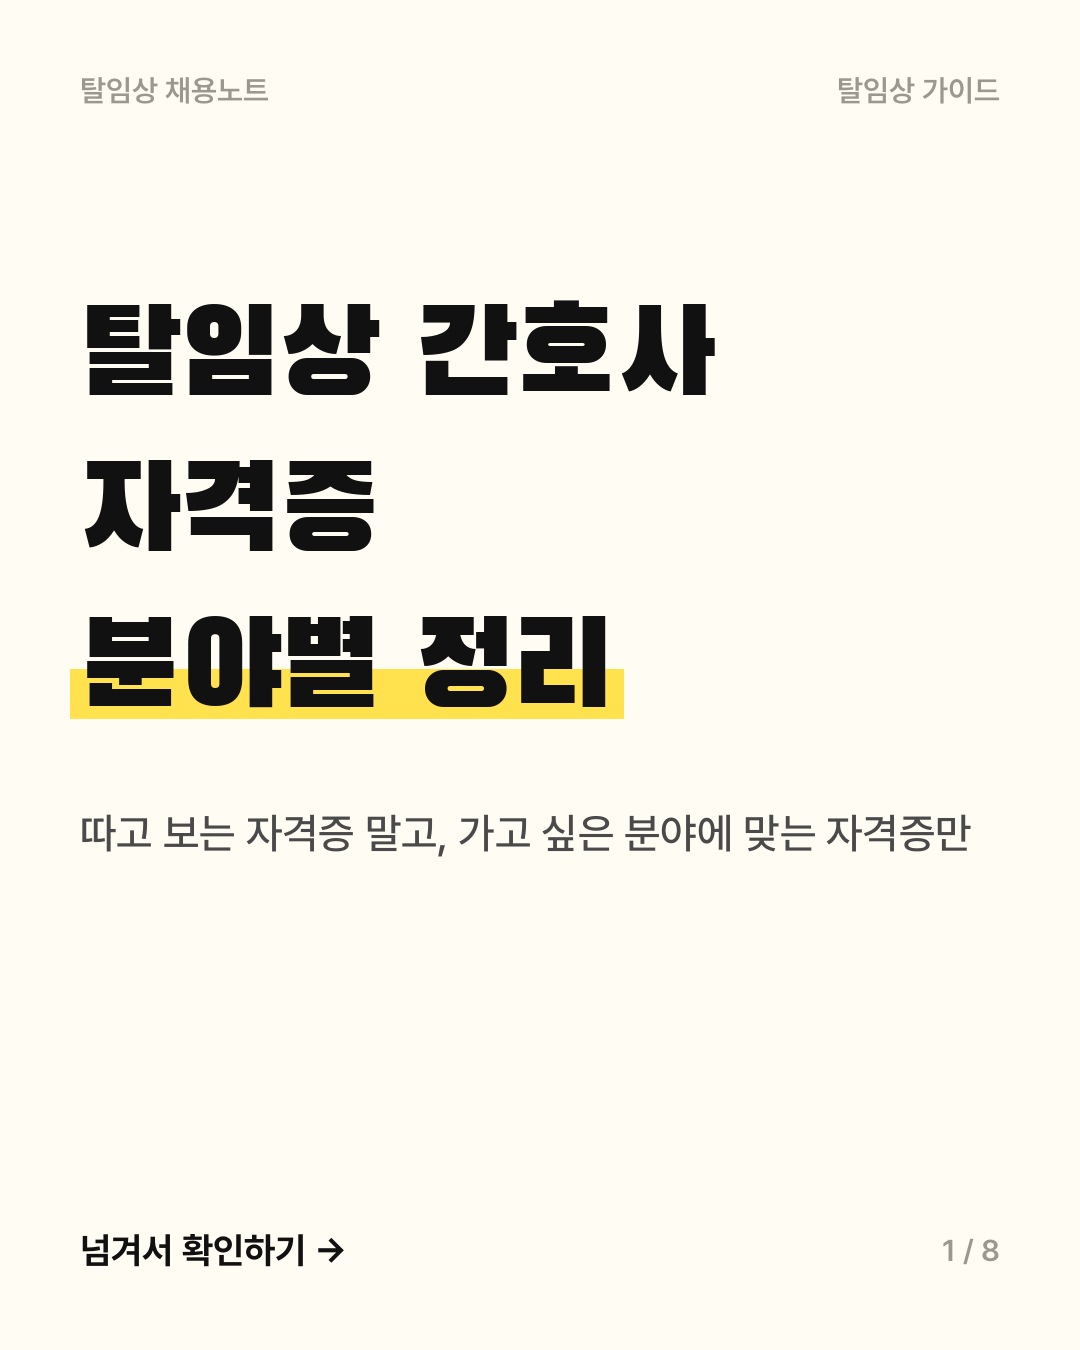 탈임상 채용노트
탈임상 가이드
탈임상 간호사
자격증
분야별 정리
따고 보는 자격증 말고, 가고 싶은 분야에 맞는 자격증만
넘겨서 확인하기 →
1 / 8